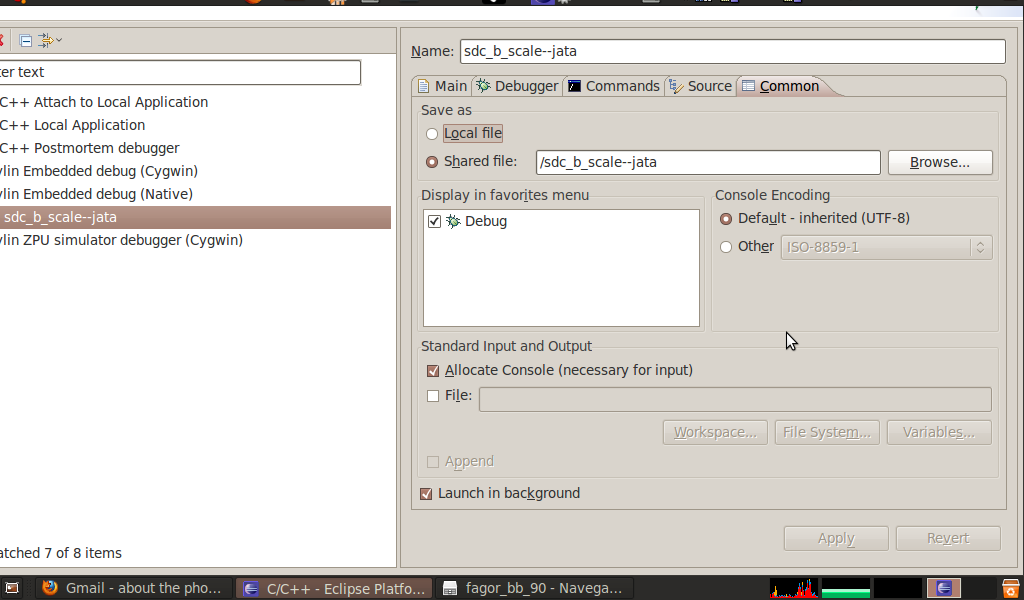 Name: sdc_b_scale--jata
er text
Main Debugger Commands Source Common
C++ Attach to Local Application
C++ Local Application
C++ Postmortem debugger
ylin Embedded debug (Cygwin)
ylin Embedded debug (Native)
sdc_b_scale--jata
ylin ZPU simulator debugger (Cygwin)
atched 7 of 8 items
Save as
Local file
Shared file: /sdc_b_scale--jata Browse...
Display in favorites menu
Debug
Console Encoding
Default - inherited (UTF-8)
Other ISO-8859-1
Standard Input and Output
Allocate Console (necessary for input)
File:
Workspace... File System... Variables...
Append
Launch in background
Apply Revert
Gmail - about the pho... C/C++ - Eclipse Platfo... fagor_bb_90 - Navega...